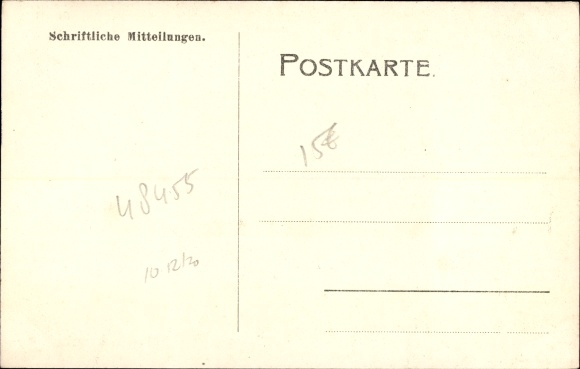 Schriftliche Mitteilungen.
POSTKARTE.
15€
48455
10.12/20